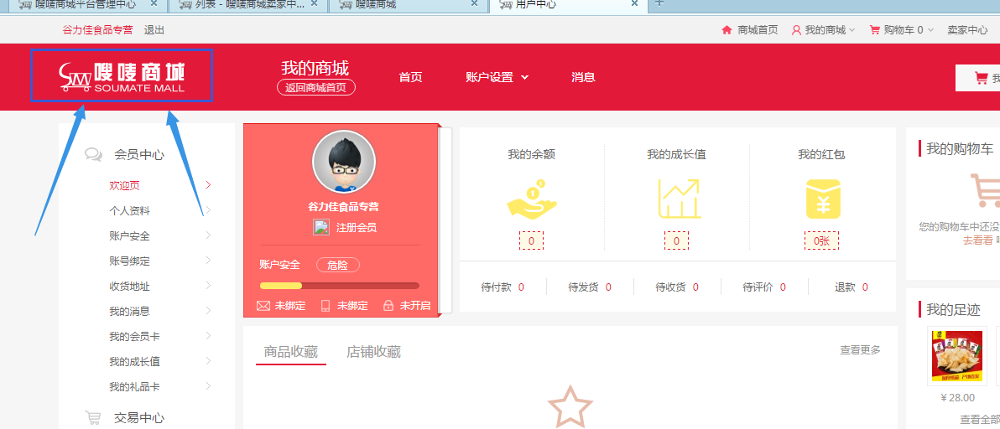 嗖唛商城平台管理中心
列表 - 嗖唛商城卖家中...
嗖唛商城
用户中心
谷力佳食品专营 退出
商城首页 我的商城 购物车 0 卖家中心
嗖唛商城
SOUMATE MALL
我的商城
返回商城首页
首页 账户设置 消息
我
会员中心
欢迎页
个人资料
账户安全
账号绑定
收货地址
我的消息
我的会员卡
我的成长值
我的礼品卡
交易中心
谷力佳食品专营
注册会员
账户安全 危险
未绑定 未绑定 未开启
我的余额 我的成长值 我的红包
0 0 0张
待付款 0 待发货 0 待收货 0 待评价 0 退款 0
商品收藏 店铺收藏 查看更多
我的购物车
您的购物车中还没
去看看
我的足迹
¥ 28.00
查看全部